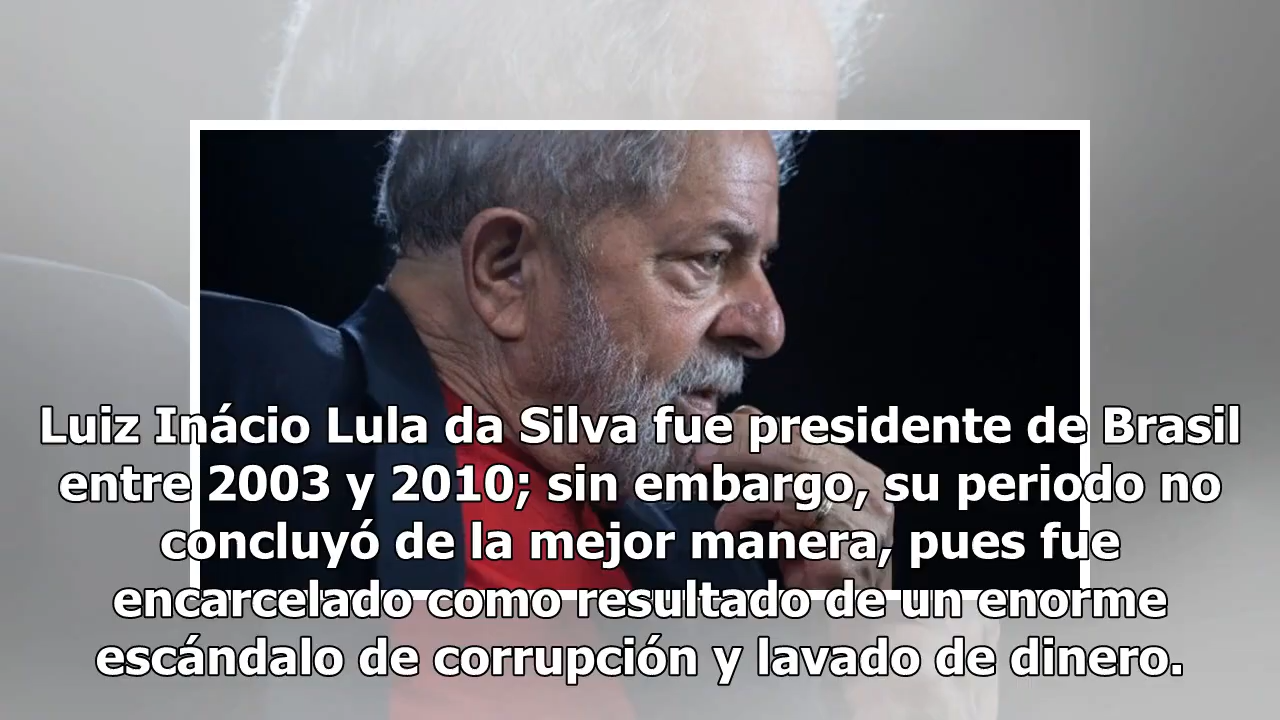 Luiz Inácio Lula da Silva fue presidente de Brasil
entre 2003 y 2010; sin embargo, su periodo no
concluyó de la mejor manera, pues fue
encarcelado como resultado de un enorme
escándalo de corrupción y lavado de dinero.